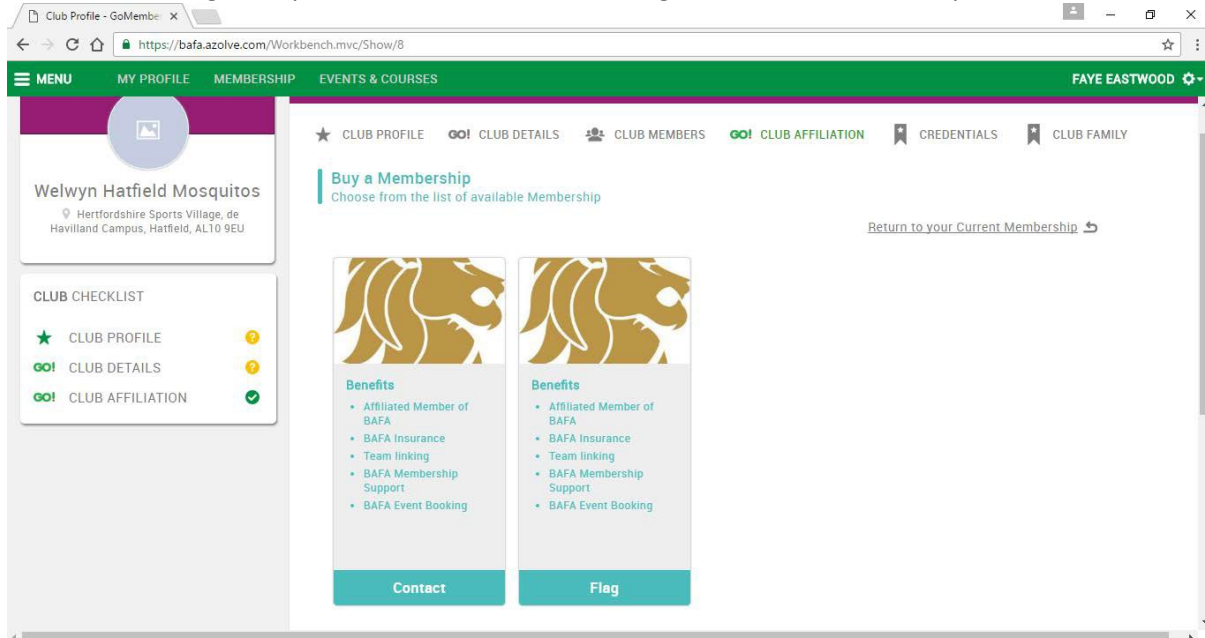 Club Profile - GoMembe
https://bafa.azolve.com/Workbench.mvc/Show/8
MENU MY PROFILE MEMBERSHIP EVENTS & COURSES FAYE EASTWOOD
CLUB PROFILE GO! CLUB DETAILS CLUB MEMBERS GO! CLUB AFFILIATION CREDENTIALS CLUB FAMILY
Welwyn Hatfield Mosquitos
Hertfordshire Sports Village, de
Havilland Campus, Hatfield, AL10 9EU
CLUB CHECKLIST
CLUB PROFILE ?
GO! CLUB DETAILS ?
GO! CLUB AFFILIATION
Buy a Membership
Choose from the list of available Membership
Return to your Current Membership
Benefits
• Affiliated Member of
BAFA
• BAFA Insurance
• Team linking
• BAFA Membership
Support
• BAFA Event Booking
Contact
Benefits
• Affiliated Member of
BAFA
• BAFA Insurance
• Team linking
• BAFA Membership
Support
• BAFA Event Booking
Flag